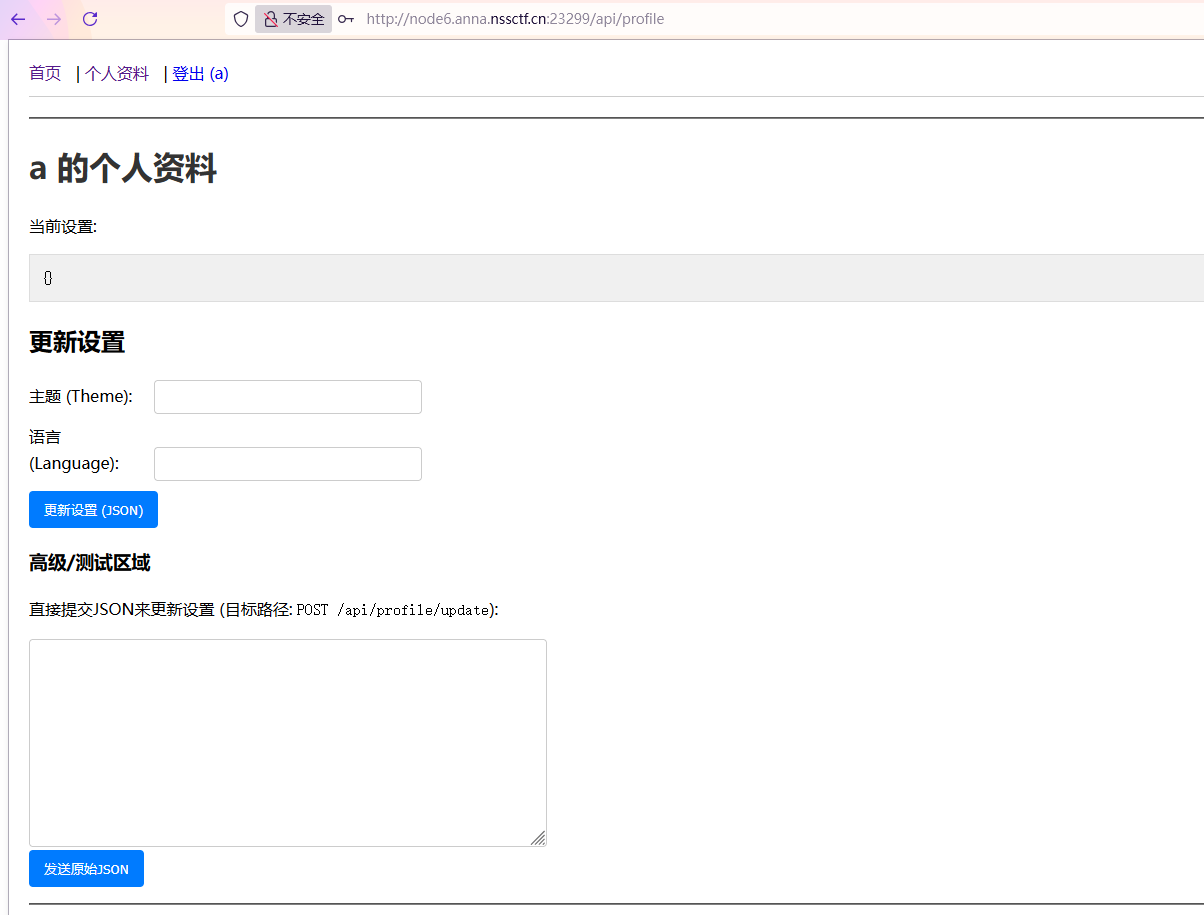 不安全 http://node6.anna.nssctf.cn:23299/api/profile
首页 | 个人资料 | 登出 (a)
a 的个人资料
当前设置:
{}
更新设置
主题 (Theme):
语言
(Language):
更新设置 (JSON)
高级/测试区域
直接提交JSON来更新设置 (目标路径: POST /api/profile/update):
发送原始JSON